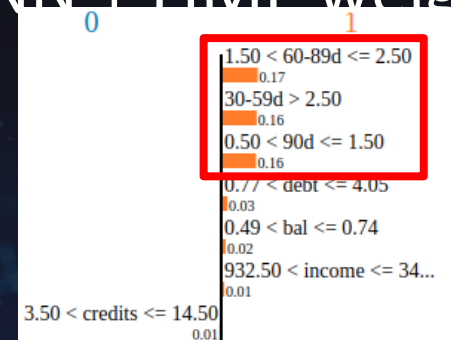 0 1
1.50 < 60-89d <= 2.50
0.17
30-59d > 2.50
0.16
0.50 < 90d <= 1.50
0.16
0.77 < debt <= 4.05
0.03
0.49 < bal <= 0.74
0.02
932.50 < income <= 34...
0.01
3.50 < credits <= 14.50
0.01